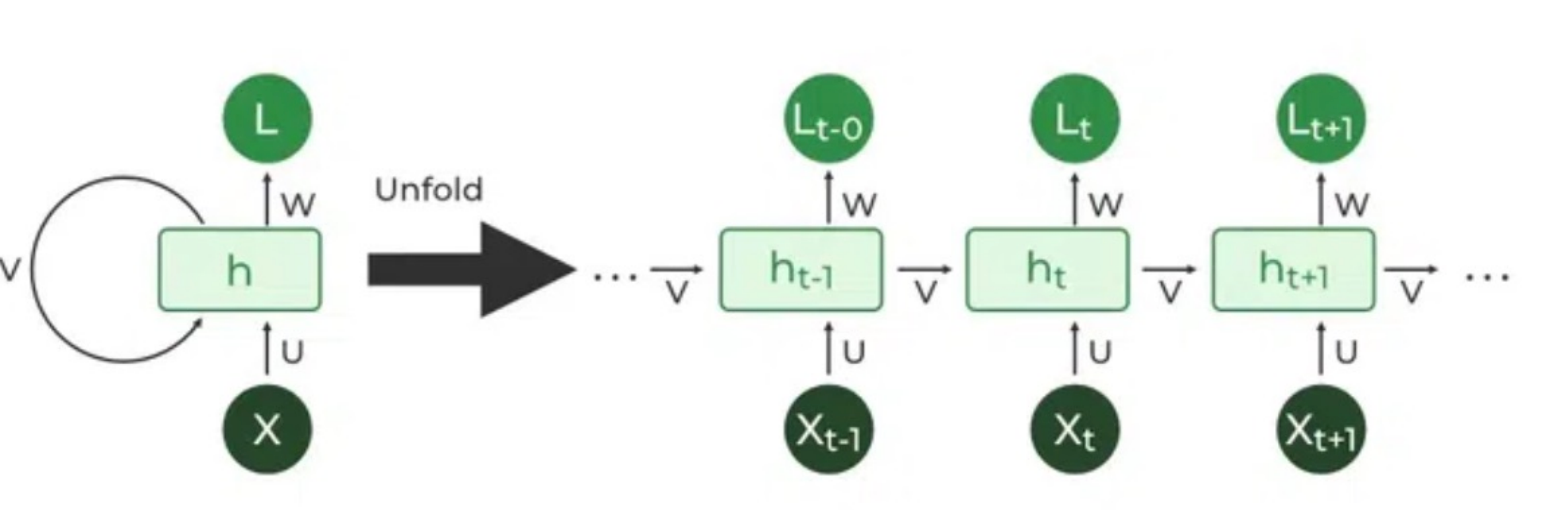 L
L_{t-0} L_t L_{t+1}
Unfold
W W W W
V h ... h_{t-1} h_t h_{t+1} ...
V V V V
U U U U
X X_{t-1} X_t X_{t+1}